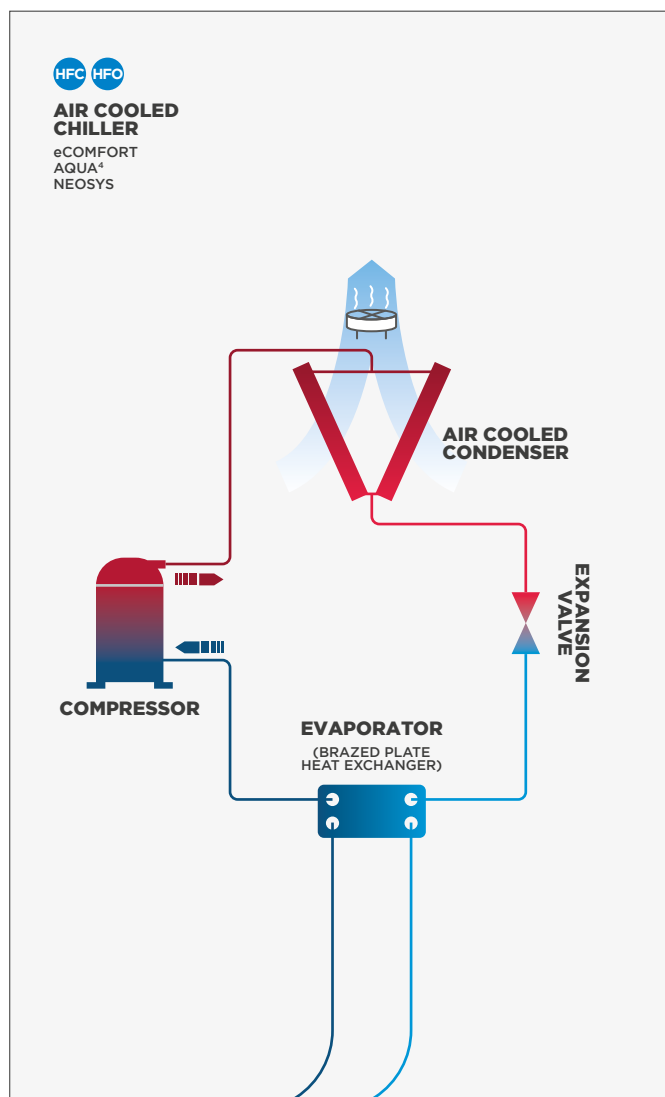 HFC HFO
AIR COOLED
CHILLER
eCOMFORT
AQUA⁴
NEOSYS
AIR COOLED
CONDENSER
EXPANSION
VALVE
COMPRESSOR
EVAPORATOR
(BRAZED PLATE
HEAT EXCHANGER)